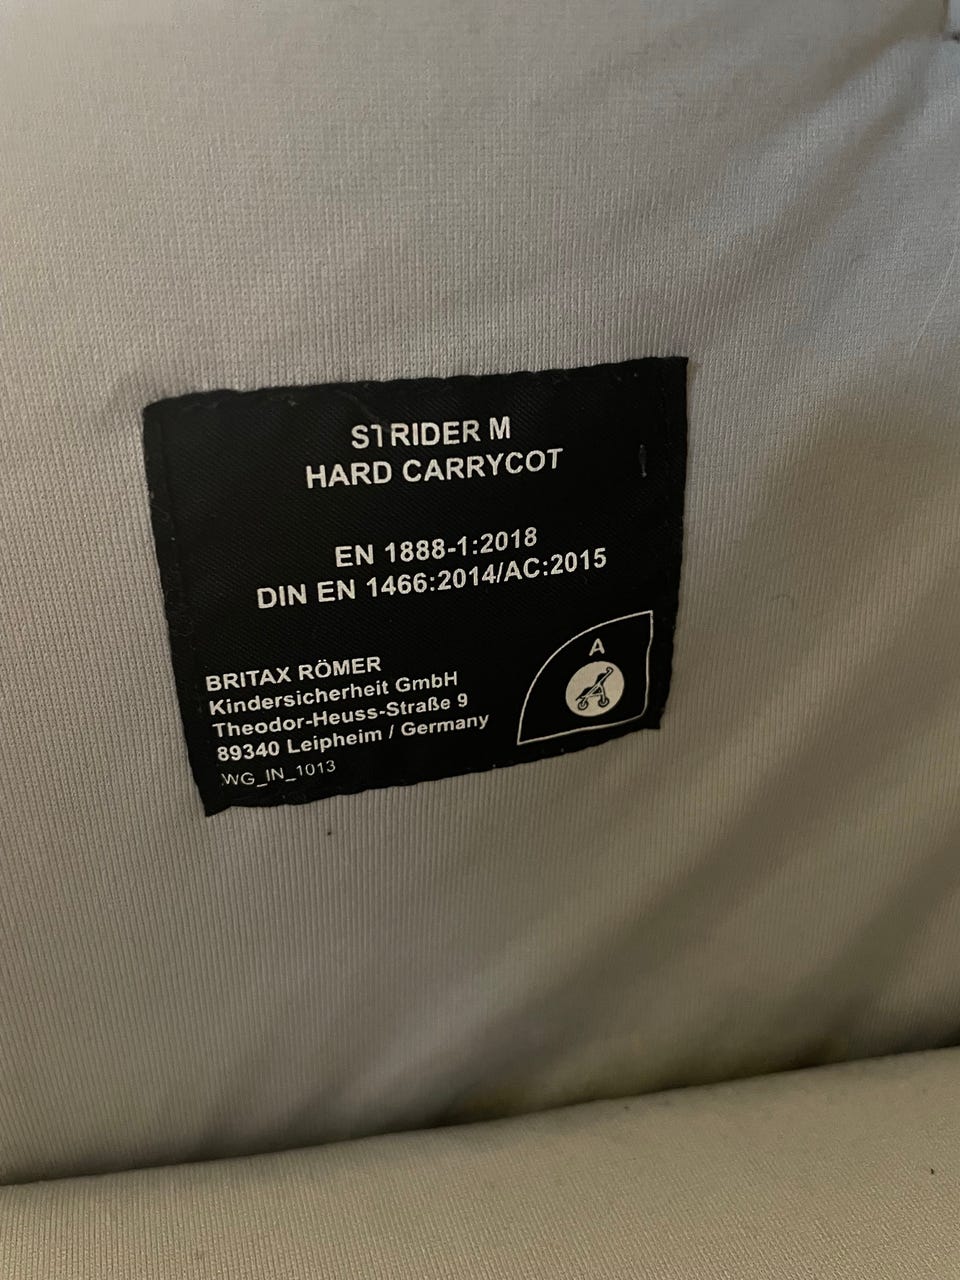 STRIDER M
HARD CARRYCOT
EN 1888-1:2018
DIN EN 1466:2014/AC:2015
BRITAX RÖMER
Kindersicherheit GmbH
Theodor-Heuss-Straße 9
89340 Leipheim / Germany
WG_IN_1013
A